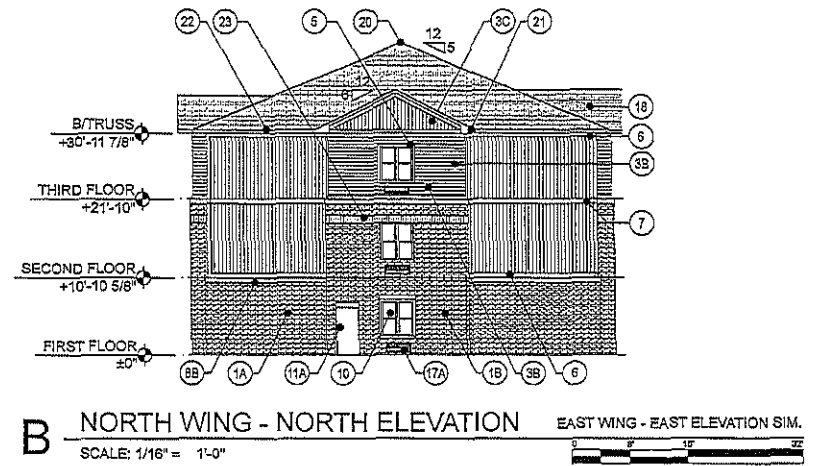 22 23 5 20 12 5 3C 21
12
6
18
B/TRUSS
+30'-11 7/8"
6
3B
THIRD FLOOR
+21'-10"
7
SECOND FLOOR
+10'-10 5/8"
FIRST FLOOR
±0"
8B 1A 11A 10 17A 1B 3B 6
B NORTH WING - NORTH ELEVATION EAST WING - EAST ELEVATION SIM.
SCALE: 1/16" = 1'-0"
0 8' 16' 32'